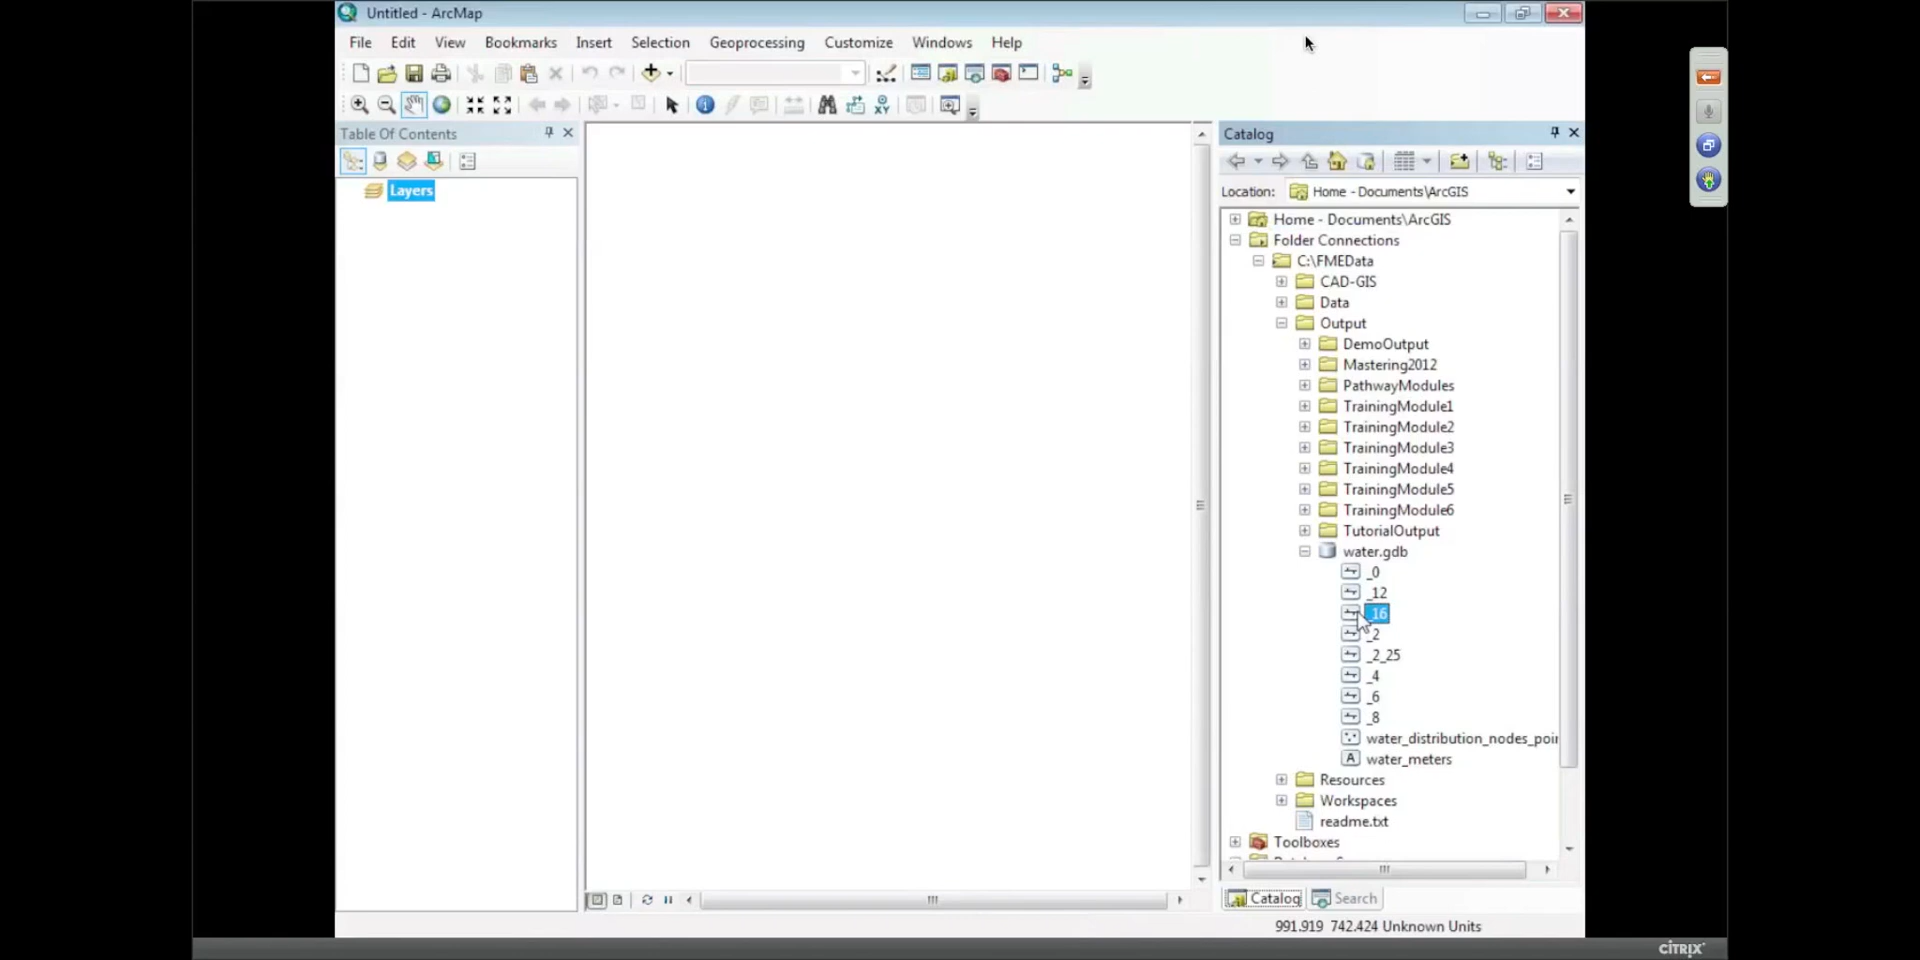 Untitled - ArcMap
File Edit View Bookmarks Insert Selection Geoprocessing Customize Windows Help
Table Of Contents
Catalog
Layers
Location: Home - Documents\ArcGIS
Home - Documents\ArcGIS
Folder Connections
C:\FMEData
CAD-GIS
Data
Output
DemoOutput
Mastering2012
PathwayModules
TrainingModule1
TrainingModule2
TrainingModule3
TrainingModule4
TrainingModule5
TrainingModule6
TutorialOutput
water.gdb
_0
_12
_16
_2
_2_25
_4
_6
_8
water_distribution_nodes_poi
water_meters
Resources
Workspaces
readme.txt
Toolboxes
Catalog Search
991.919 742.424 Unknown Units
CITRIX